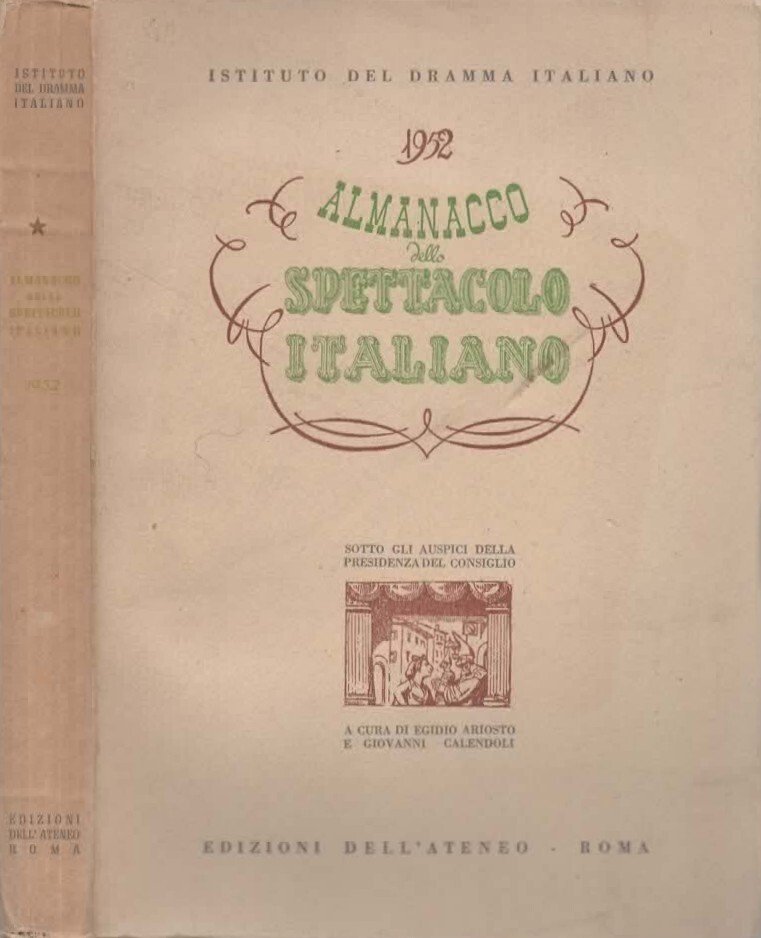 ISTITUTO
DEL DRAMMA
ITALIANO
ALMANACCO
DELLO
SPETTACOLO
ITALIANO
1952
EDIZIONI
DELL'ATENEO
ROMA
ISTITUTO DEL DRAMMA ITALIANO
1952
ALMANACCO
dello
SPETTACOLO
ITALIANO
SOTTO GLI AUSPICI DELLA
PRESIDENZA DEL CONSIGLIO
A CURA DI EGIDIO ARIOSTO
E GIOVANNI CALENDOLI
EDIZIONI DELL'ATENEO - ROMA